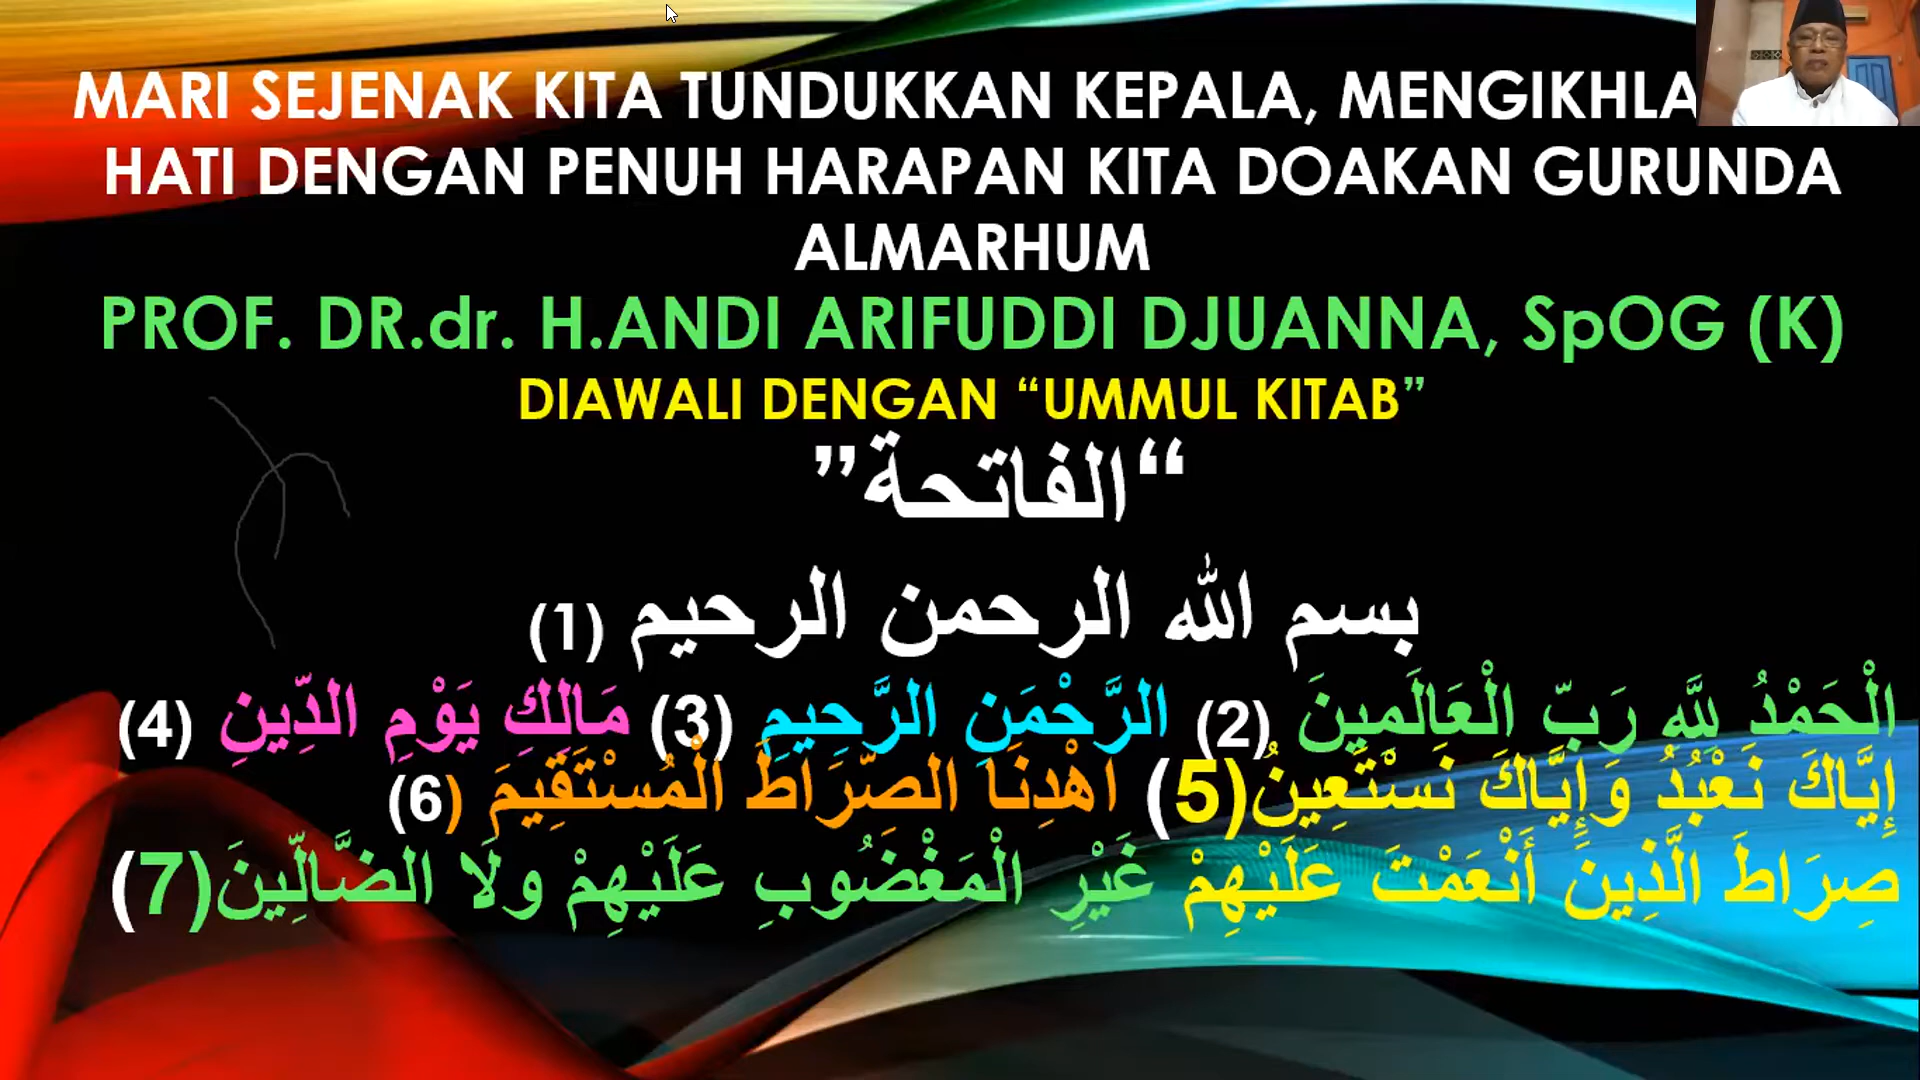 MARI SEJENAK KITA TUNDUKKAN KEPALA, MENGIKHLA
HATI DENGAN PENUH HARAPAN KITA DOAKAN GURUNDA
ALMARHUM
PROF. DR.dr. H.ANDI ARIFUDDI DJUANNA, SpOG (K)
DIAWALI DENGAN “UMMUL KITAB”
“الفاتحة”
بسم الله الرحمن الرحيم (1)
الْحَمْدُ لِلَّهِ رَبِّ الْعَالَمِينَ (2) الرَّحْمَنِ الرَّحِيمِ (3) مَالِكِ يَوْمِ الدِّينِ (4)
إِيَّاكَ نَعْبُدُ وَإِيَّاكَ نَسْتَعِينُ(5) اهْدِنَا الصِّرَاطَ الْمُسْتَقِيمَ (6)
صِرَاطَ الَّذِينَ أَنْعَمْتَ عَلَيْهِمْ غَيْرِ الْمَغْضُوبِ عَلَيْهِمْ ولَا الضَّالِّينَ(7)